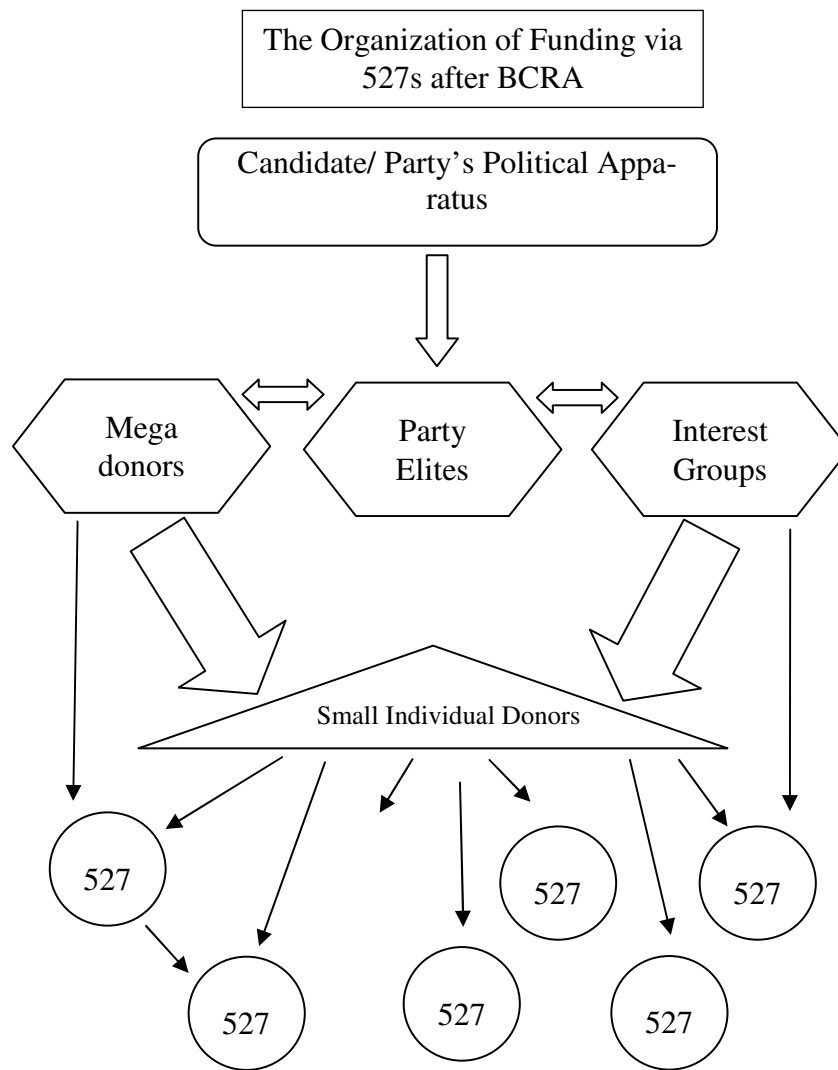 The Organization of Funding via
527s after BCRA
Candidate/ Party's Political Appa-
ratus
Mega
donors
Party
Elites
Interest
Groups
Small Individual Donors
527
527
527
527
527
527